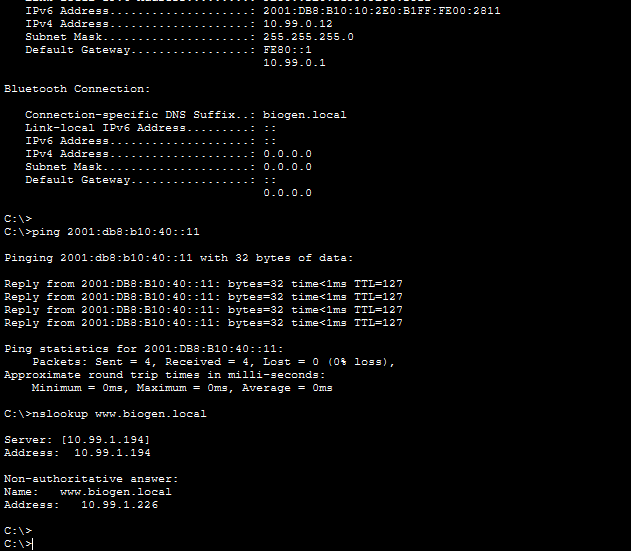 IPv6 Address....................: 2001:DB8:B10:10:2E0:B1FF:FE00:2811
IPv4 Address....................: 10.99.0.12
Subnet Mask.....................: 255.255.255.0
Default Gateway.................: FE80::1
10.99.0.1
Bluetooth Connection:
Connection-specific DNS Suffix..: biogen.local
Link-local IPv6 Address.........: ::
IPv6 Address....................: ::
IPv4 Address....................: 0.0.0.0
Subnet Mask.....................: 0.0.0.0
Default Gateway.................: ::
0.0.0.0
C:\>
C:\>ping 2001:db8:b10:40::11
Pinging 2001:db8:b10:40::11 with 32 bytes of data:
Reply from 2001:DB8:B10:40::11: bytes=32 time<1ms TTL=127
Reply from 2001:DB8:B10:40::11: bytes=32 time<1ms TTL=127
Reply from 2001:DB8:B10:40::11: bytes=32 time<1ms TTL=127
Reply from 2001:DB8:B10:40::11: bytes=32 time<1ms TTL=127
Ping statistics for 2001:DB8:B10:40::11:
Packets: Sent = 4, Received = 4, Lost = 0 (0% loss),
Approximate round trip times in milli-seconds:
Minimum = 0ms, Maximum = 0ms, Average = 0ms
C:\>nslookup www.biogen.local
Server: [10.99.1.194]
Address:  10.99.1.194
Non-authoritative answer:
Name:   www.biogen.local
Address:   10.99.1.226
C:\>
C:\>